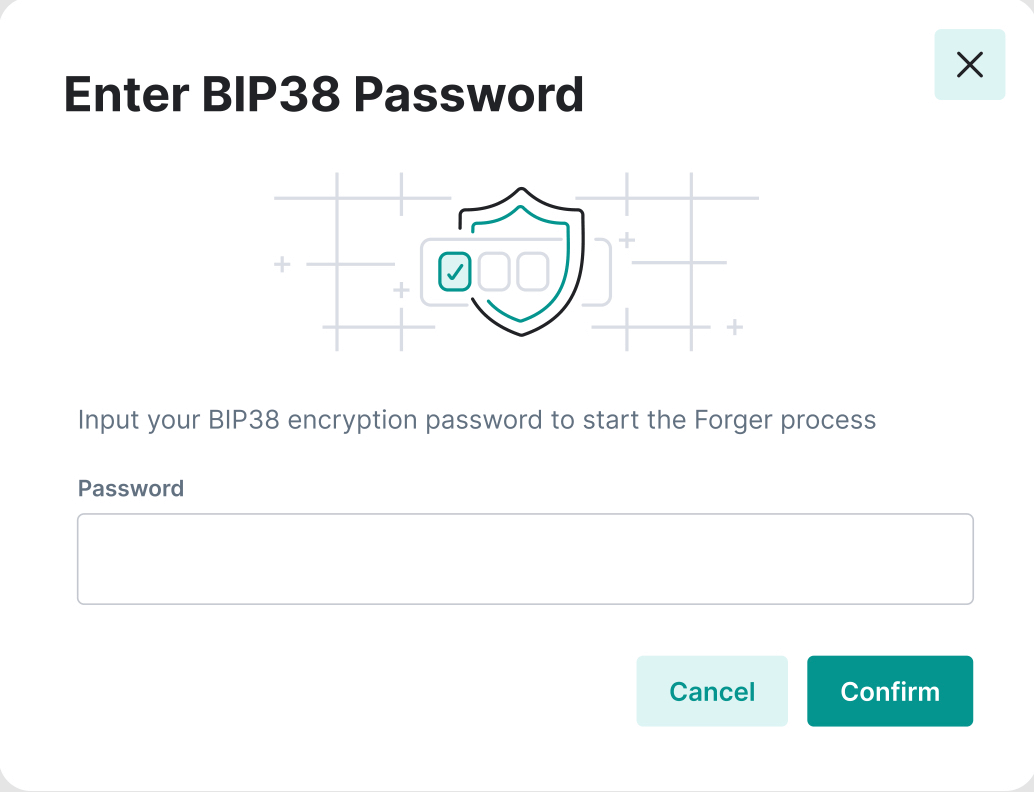 Enter BIP38 Password
Input your BIP38 encryption password to start the Forger process
Password
Cancel
Confirm